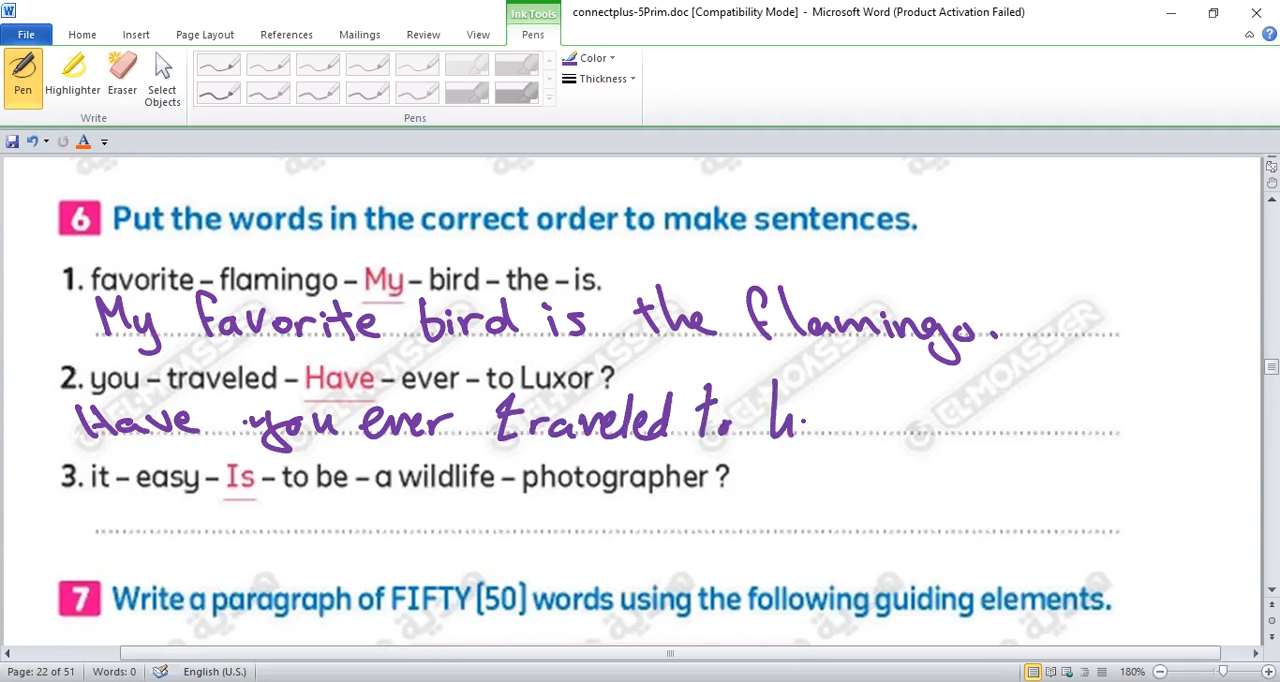 connectplus-5Prim.doc [Compatibility Mode] - Microsoft Word (Product Activation Failed)
Ink Tools
File Home Insert Page Layout References Mailings Review View Pens
Pen Highlighter Eraser Select Objects
Color
Thickness
Write Pens
6 Put the words in the correct order to make sentences.
1. favorite – flamingo – My – bird – the – is.
My favorite bird is the flamingo.
2. you – traveled – Have – ever – to Luxor ?
Have you ever traveled to
3. it – easy – Is – to be – a wildlife – photographer ?
7 Write a paragraph of FIFTY (50) words using the following guiding elements.
Page: 22 of 51 Words: 0 English (U.S.) 180%